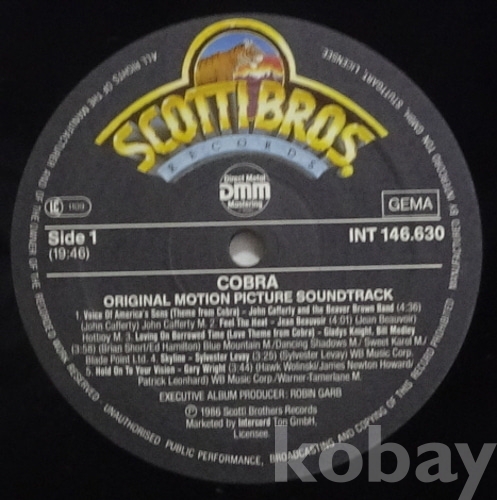 ALL RIGHTS OF THE MANUFACTURER AND OF THE OWNER OF THE RECORDED WORK RESERVED · UNAUTHORISED PUBLIC PERFORMANCE, BROADCASTING AND COPYING OF THIS RECORD PROHIBITED
MANUFACTURED BY INTERCORD TON GMBH, STUTTGART, LICENSEE.
SCOTTI BROS.
RECORDS
Direct Metal
DMM
Mastering
LC
GEMA
Side 1
INT 146.630
(19:46)
COBRA
ORIGINAL MOTION PICTURE SOUNDTRACK
1. Voice Of America's Sons (Theme from Cobra) – John Cafferty and the Beaver Brown Band (4:36)
(John Cafferty) John Cafferty M. 2. Feel The Heat – Jean Beauvoir (4:01) (Jean Beauvoir)
Hotboy M. 3. Loving On Borrowed Time (Love Theme from Cobra) – Gladys Knight, Bill Medley
(3:58) (Brian Short/Ed Hamilton) Blue Mountain M./Dancing Shadows M./ Sweet Karol M./
Blade Point Ltd. 4. Skyline – Sylvester Levay (3:25) (Sylvester Levay) WB Music Corp.
5. Hold On To Your Vision – Gary Wright (3:44) (Hawk Wolinski/James Newton Howard/
Patrick Leonhard) WB Music Corp./Warner-Tamerlane M.
EXECUTIVE ALBUM PRODUCER: ROBIN GARB
Ⓟ 1986 Scotti Brothers Records
Marketed by Intercord Ton GmbH,
Licensee.
kobay